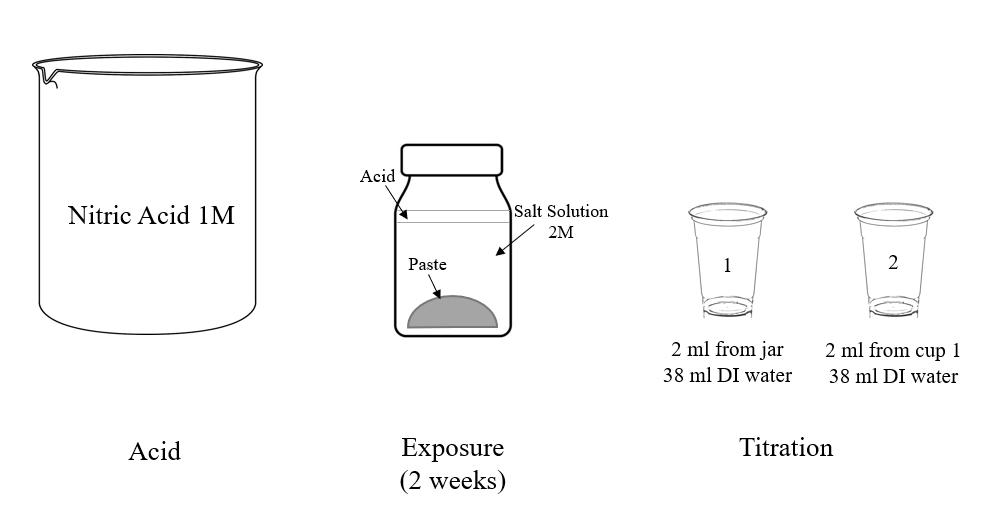 Nitric Acid 1M
Acid
Salt Solution
2M
Paste
1
2
2 ml from jar
38 ml DI water
2 ml from cup 1
38 ml DI water
Acid
Exposure
(2 weeks)
Titration